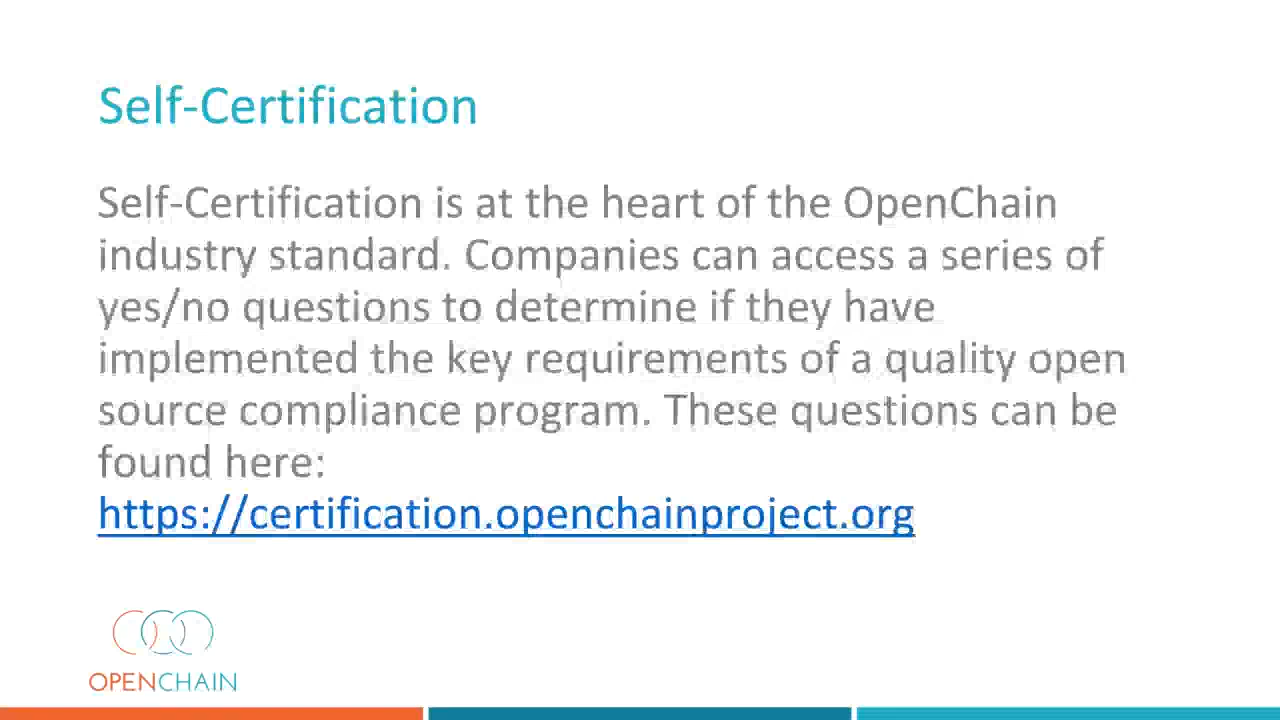 Self-Certification
Self-Certification is at the heart of the OpenChain
industry standard. Companies can access a series of
yes/no questions to determine if they have
implemented the key requirements of a quality open
source compliance program. These questions can be
found here:
https://certification.openchainproject.org
OPENCHAIN